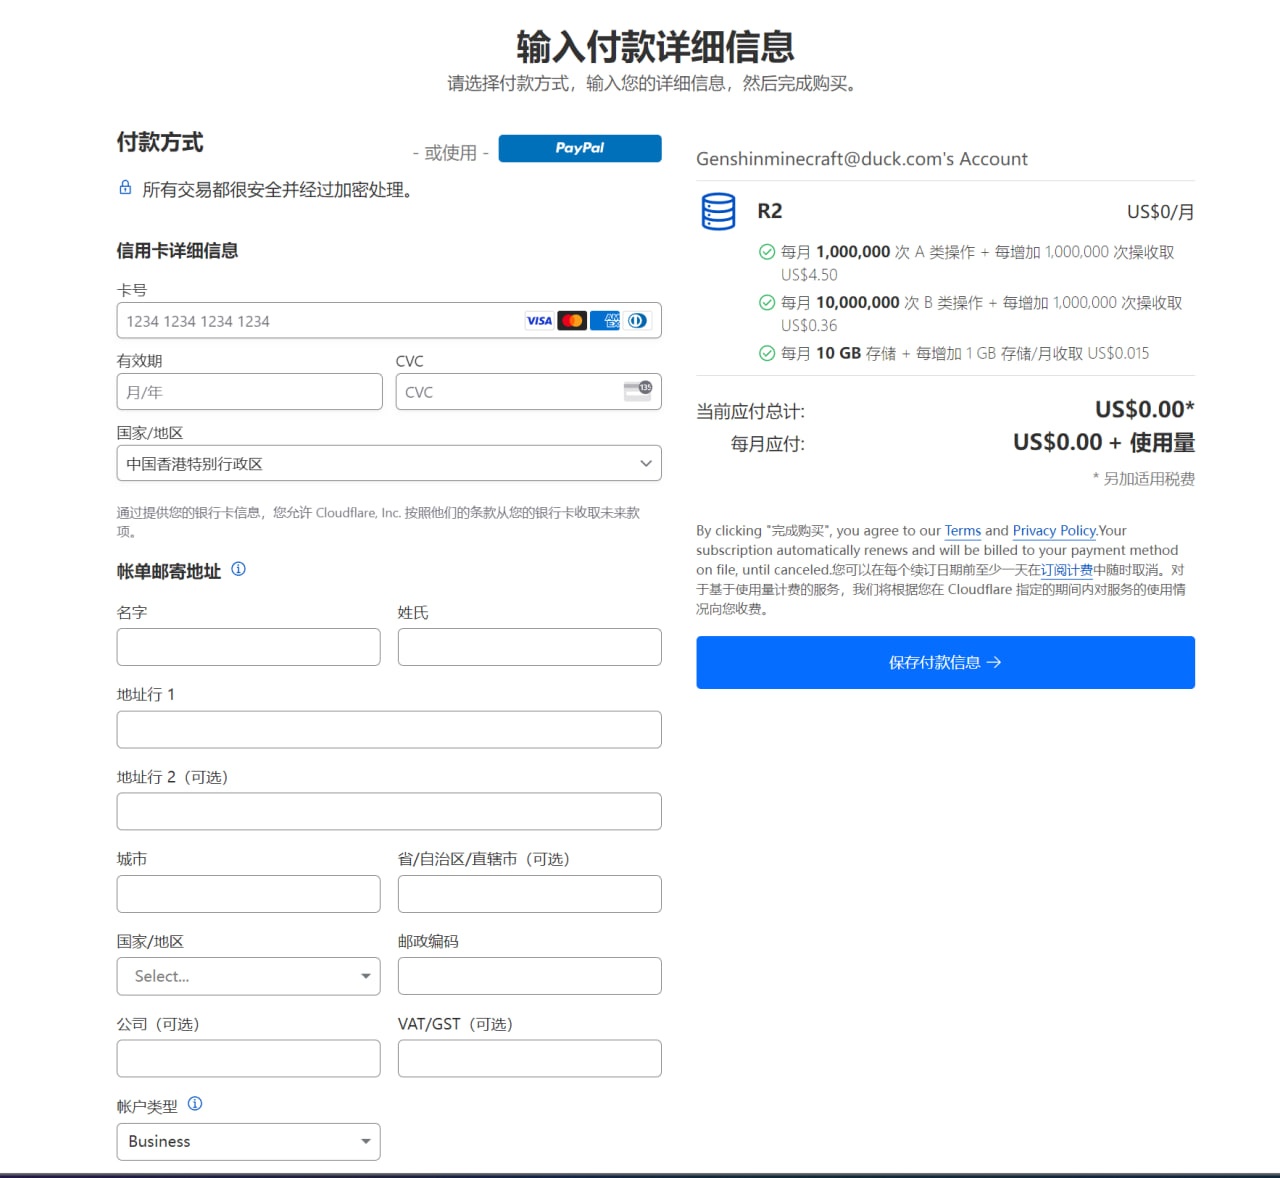 输入付款详细信息
请选择付款方式，输入您的详细信息，然后完成购买。
付款方式
- 或使用 -
PayPal
所有交易都很安全并经过加密处理。
信用卡详细信息
卡号
1234 1234 1234 1234
VISA
AM
EX
有效期
CVC
月/年
CVC
135
国家/地区
中国香港特别行政区
通过提供您的银行卡信息，您允许 Cloudflare, Inc. 按照他们的条款从您的银行卡收取未来款
项。
帐单邮寄地址
名字
姓氏
地址行 1
地址行 2（可选）
城市
省/自治区/直辖市（可选）
国家/地区
邮政编码
Select...
公司（可选）
VAT/GST（可选）
帐户类型
Business
Genshinminecraft@duck.com's Account
R2
US$0/月
每月 1,000,000 次 A 类操作 + 每增加 1,000,000 次操收取
US$4.50
每月 10,000,000 次 B 类操作 + 每增加 1,000,000 次操收取
US$0.36
每月 10 GB 存储 + 每增加 1 GB 存储/月收取 US$0.015
当前应付总计:
US$0.00*
每月应付:
US$0.00 + 使用量
* 另加适用税费
By clicking "完成购买", you agree to our Terms and Privacy Policy.Your
subscription automatically renews and will be billed to your payment method
on file, until canceled.您可以在每个续订日期前至少一天在订阅计费中随时取消。对
于基于使用量计费的服务，我们将根据您在 Cloudflare 指定的期间内对服务的使用情
况向您收费。
保存付款信息 →